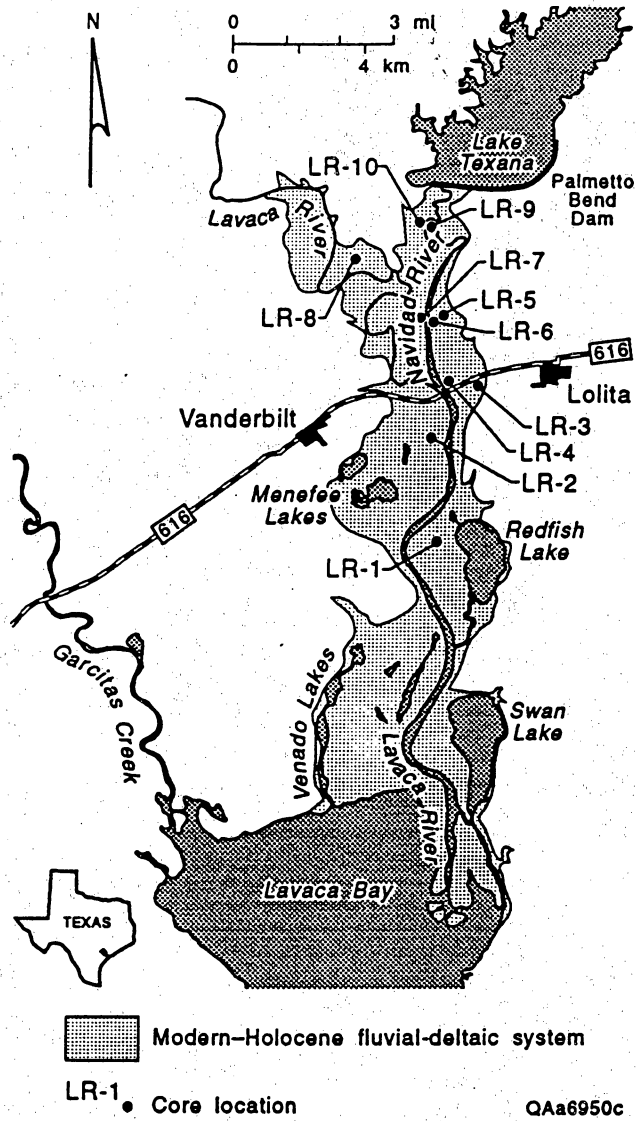 N
0 3 mi
0 4 km
Lake
Texana
LR-10
Palmetto
Bend
Dam
Lavaca
River
LR-9
Navidad River
LR-7
LR-5
LR-8
LR-6
616
Lolita
Vanderbilt
LR-3
LR-4
LR-2
Menefee
Lakes
616
Redfish
Lake
LR-1
Garcitas Creek
Venado Lakes
Swan
Lake
Lavaca River
Lavaca Bay
TEXAS
Modern–Holocene fluvial-deltaic system
LR-1 Core location
QAa6950c